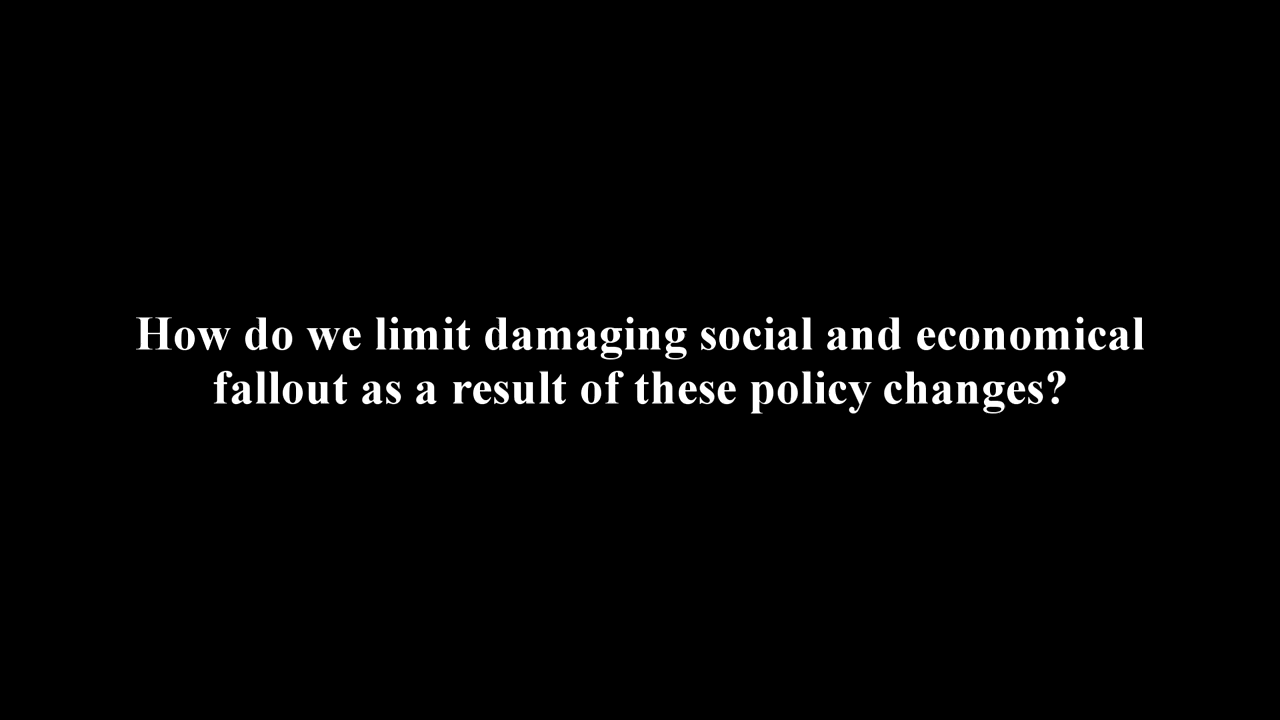 How do we limit damaging social and economical
fallout as a result of these policy changes?